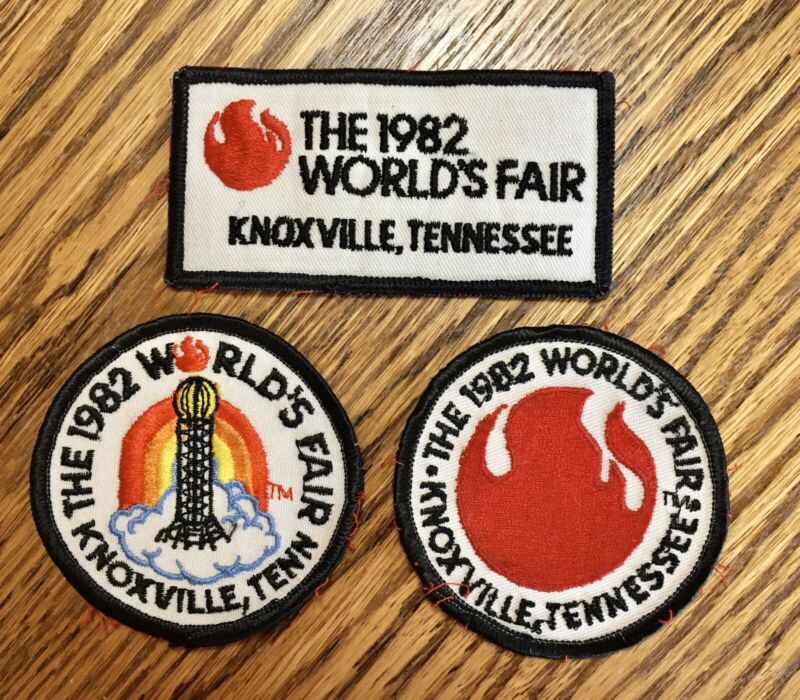 THE 1982
WORLD'S FAIR
KNOXVILLE, TENNESSEE
THE 1982 WORLD'S FAIR
KNOXVILLE, TENN
TM
• THE 1982 WORLD'S FAIR •
KNOXVILLE, TENNESSEE
TM